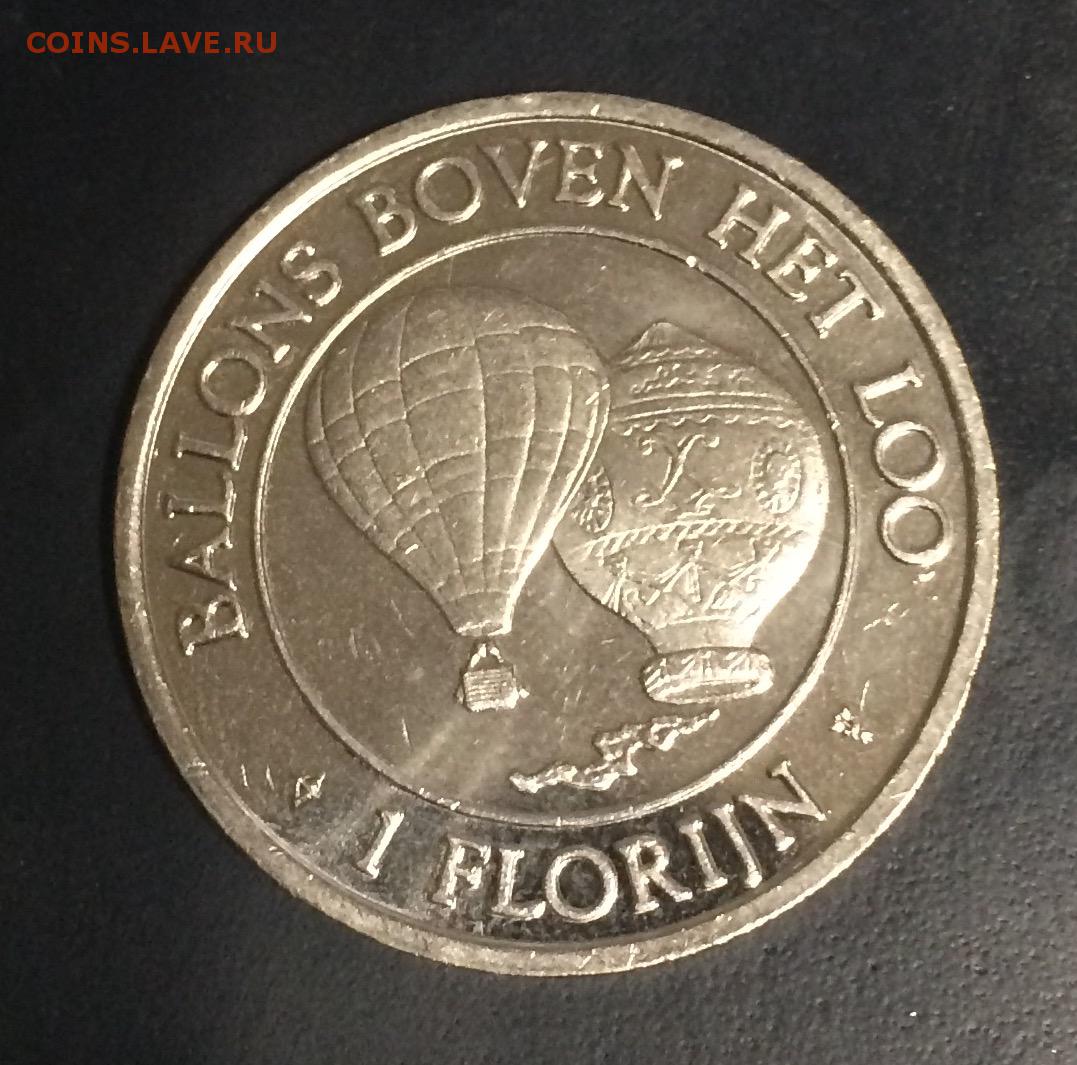 COINS.LAVE.RU
BALLONS BOVEN HET LOO
1 FLORIJN